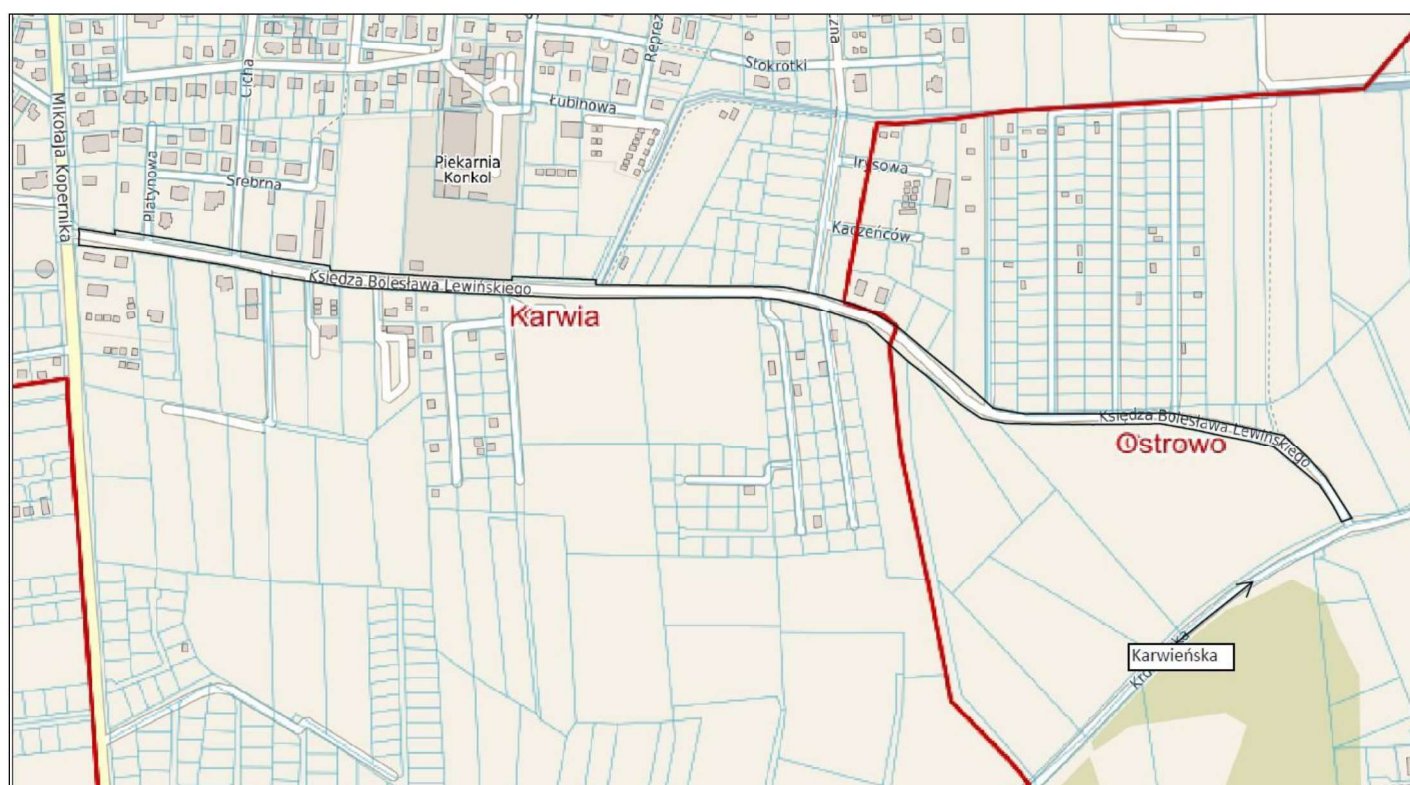 Stokrotki
Cicha
Łubinowa
Mikołaja Kopernika
Piekarnia
Konkol
Irysowa
Platynowa
Srebrna
Kaczeńców
Księdza Bolesława Lewińskiego
Karwia
Księdza Bolesława Lewińskiego
Ostrowo
Karwieńska